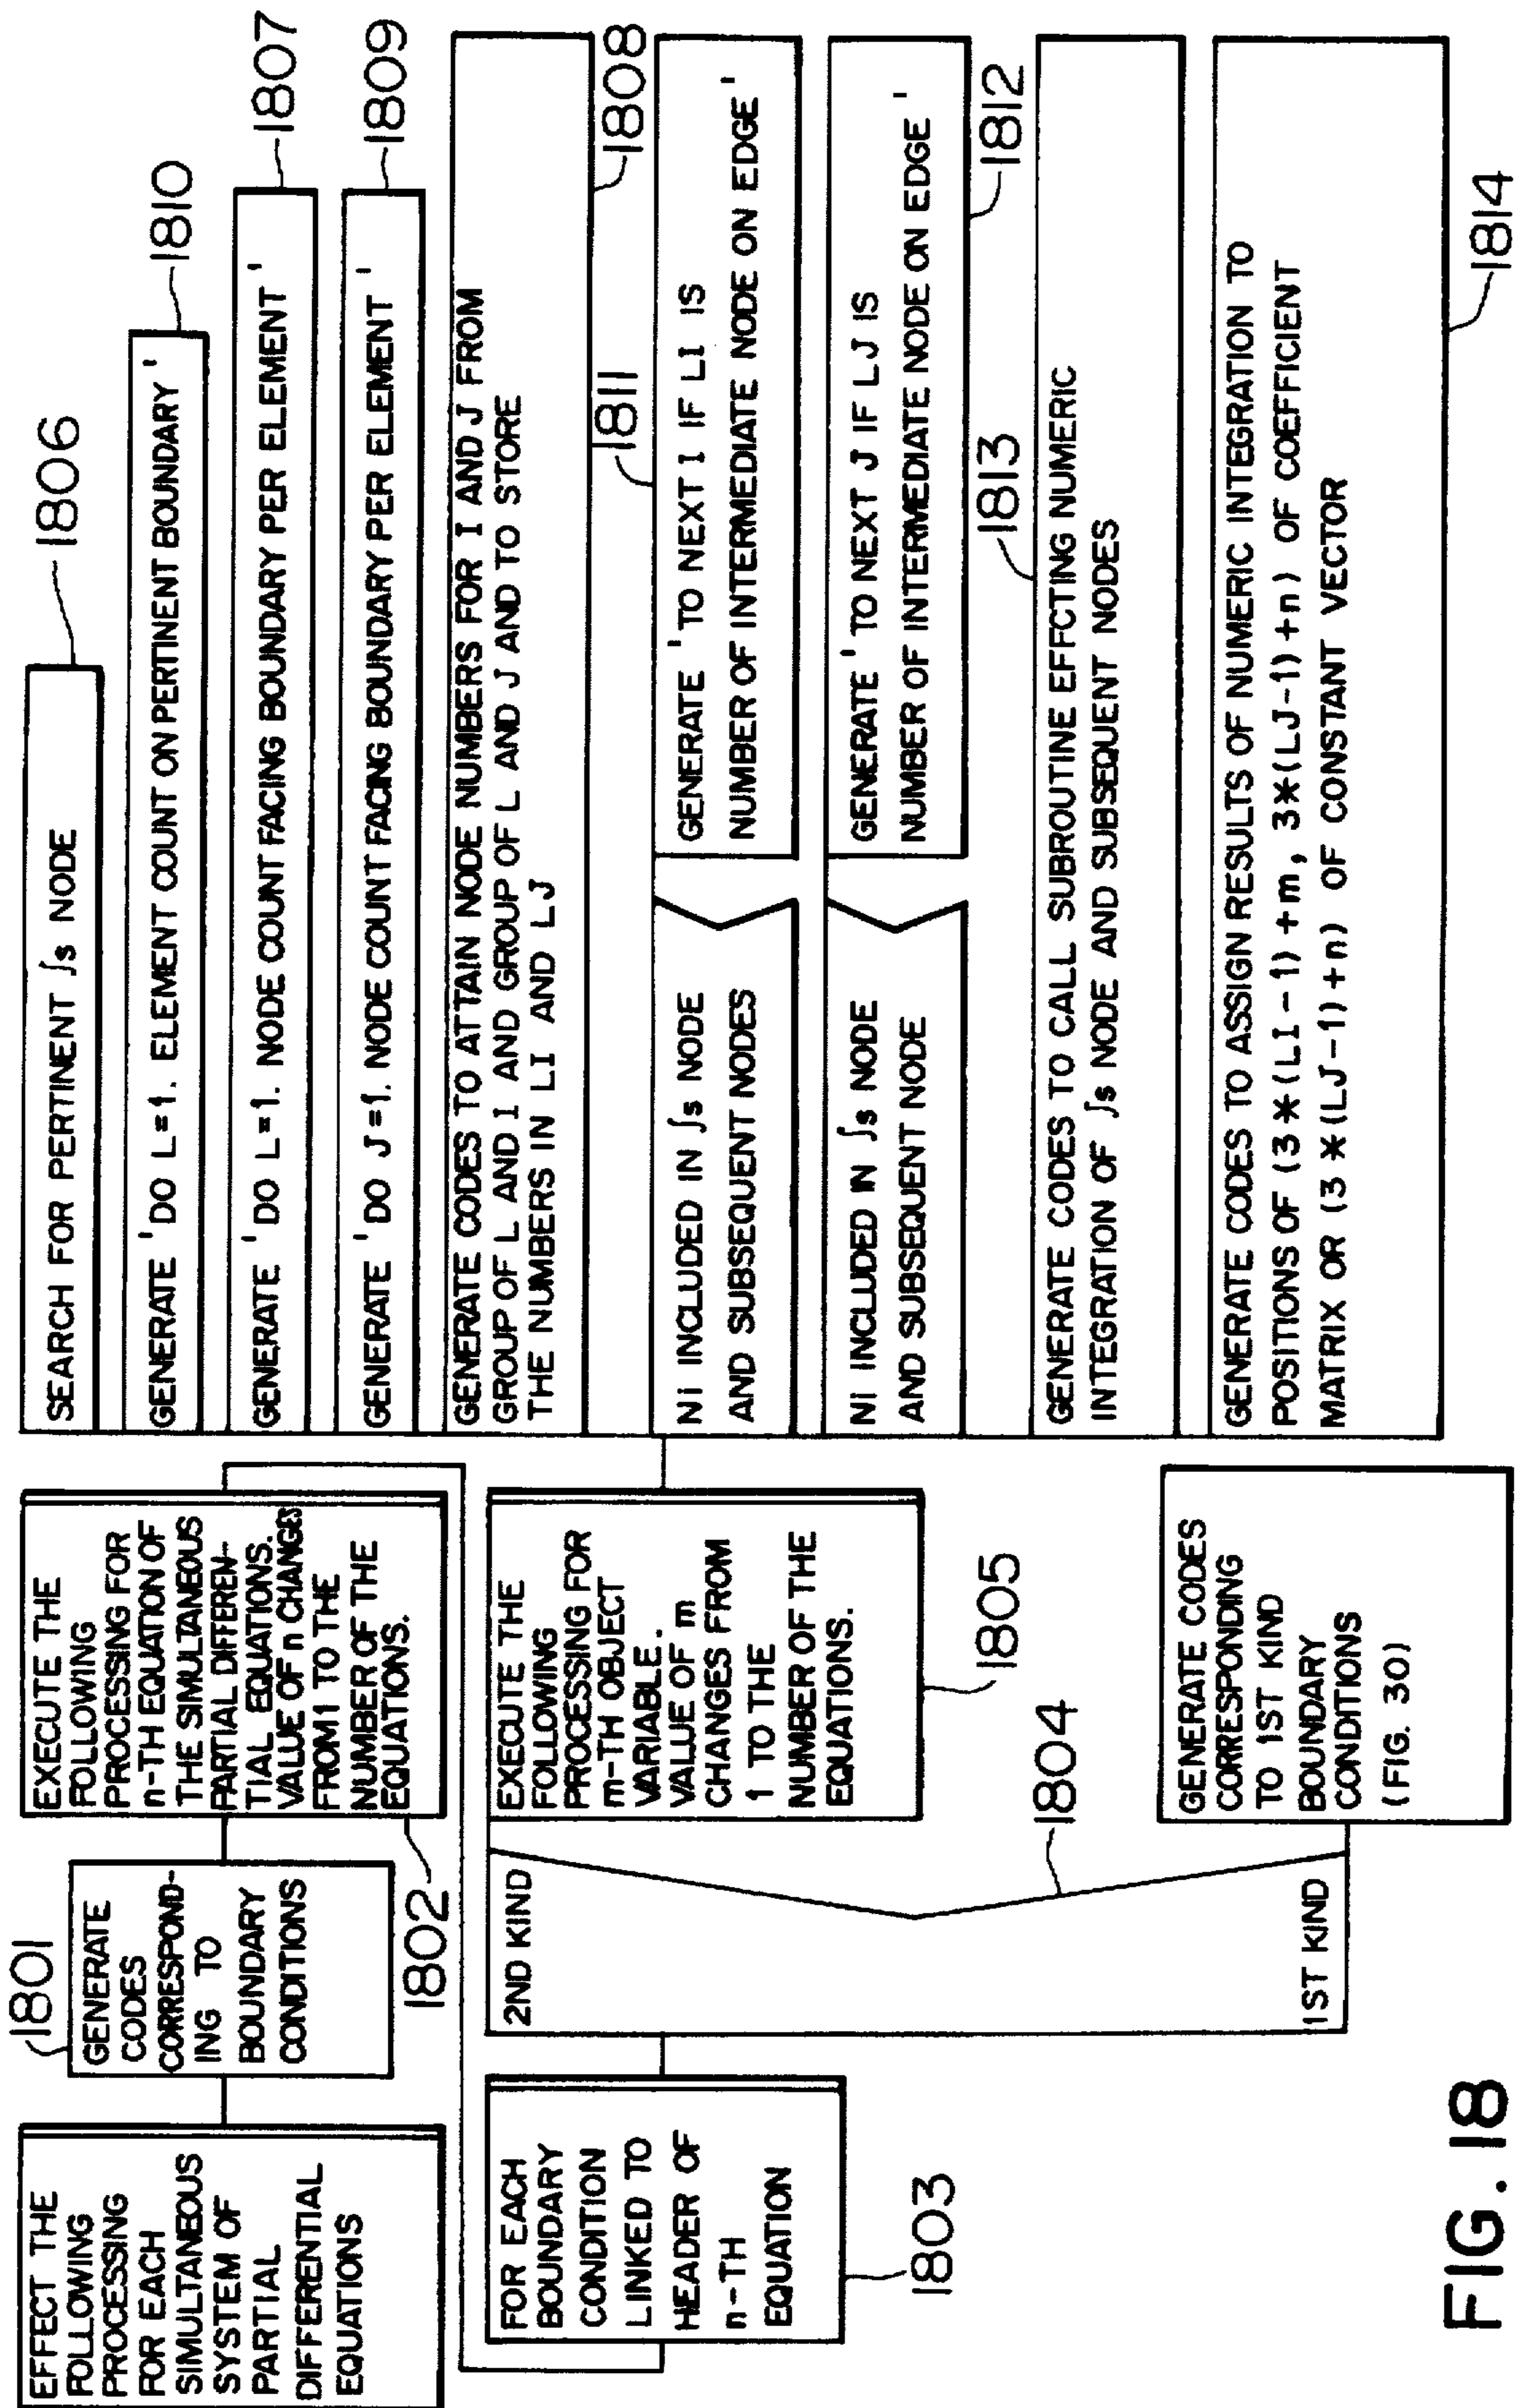 EFFECT THE
FOLLOWING
PROCESSING
FOR EACH
SIMULTANEOUS
SYSTEM OF
PARTIAL
DIFFERENTIAL
EQUATIONS
1801
GENERATE
CODES
CORRESPOND-
ING TO
BOUNDARY
CONDITIONS
EXECUTE THE
FOLLOWING
PROCESSING FOR
n-TH EQUATION OF
THE SIMULTANEOUS
PARTIAL DIFFEREN-
TIAL EQUATIONS.
VALUE OF n CHANGES
FROM 1 TO THE
NUMBER OF THE
EQUATIONS.
1802
FOR EACH
BOUNDARY
CONDITION
LINKED TO
HEADER OF
n-TH
EQUATION
1803
2ND KIND
1ST KIND
1804
EXECUTE THE
FOLLOWING
PROCESSING FOR
m-TH OBJECT
VARIABLE.
VALUE OF m
CHANGES FROM
1 TO THE
NUMBER OF THE
EQUATIONS.
1805
GENERATE CODES
CORRESPONDING
TO 1ST KIND
BOUNDARY
CONDITIONS
(FIG. 30)
SEARCH FOR PERTINENT ∫s NODE
1806
GENERATE 'DO L=1. ELEMENT COUNT ON PERTINENT BOUNDARY'
1810
GENERATE 'DO L=1. NODE COUNT FACING BOUNDARY PER ELEMENT'
1807
GENERATE 'DO J=1. NODE COUNT FACING BOUNDARY PER ELEMENT'
1809
GENERATE CODES TO ATTAIN NODE NUMBERS FOR I AND J FROM
GROUP OF L AND I AND GROUP OF L AND J AND TO STORE
THE NUMBERS IN LI AND LJ
1808
1811
Ni INCLUDED IN ∫s NODE
AND SUBSEQUENT NODES
GENERATE 'TO NEXT I IF LI IS
NUMBER OF INTERMEDIATE NODE ON EDGE'
Ni INCLUDED IN ∫s NODE
AND SUBSEQUENT NODE
GENERATE 'TO NEXT J IF LJ IS
NUMBER OF INTERMEDIATE NODE ON EDGE'
1812
1813
GENERATE CODES TO CALL SUBROUTINE EFFCTING NUMERIC
INTEGRATION OF ∫s NODE AND SUBSEQUENT NODES
GENERATE CODES TO ASSIGN RESULTS OF NUMERIC INTEGRATION TO
POSITIONS OF (3*(LI-1)+m, 3*(LJ-1)+n) OF COEFFICIENT
MATRIX OR (3*(LJ-1)+n) OF CONSTANT VECTOR
1814
FIG. 18